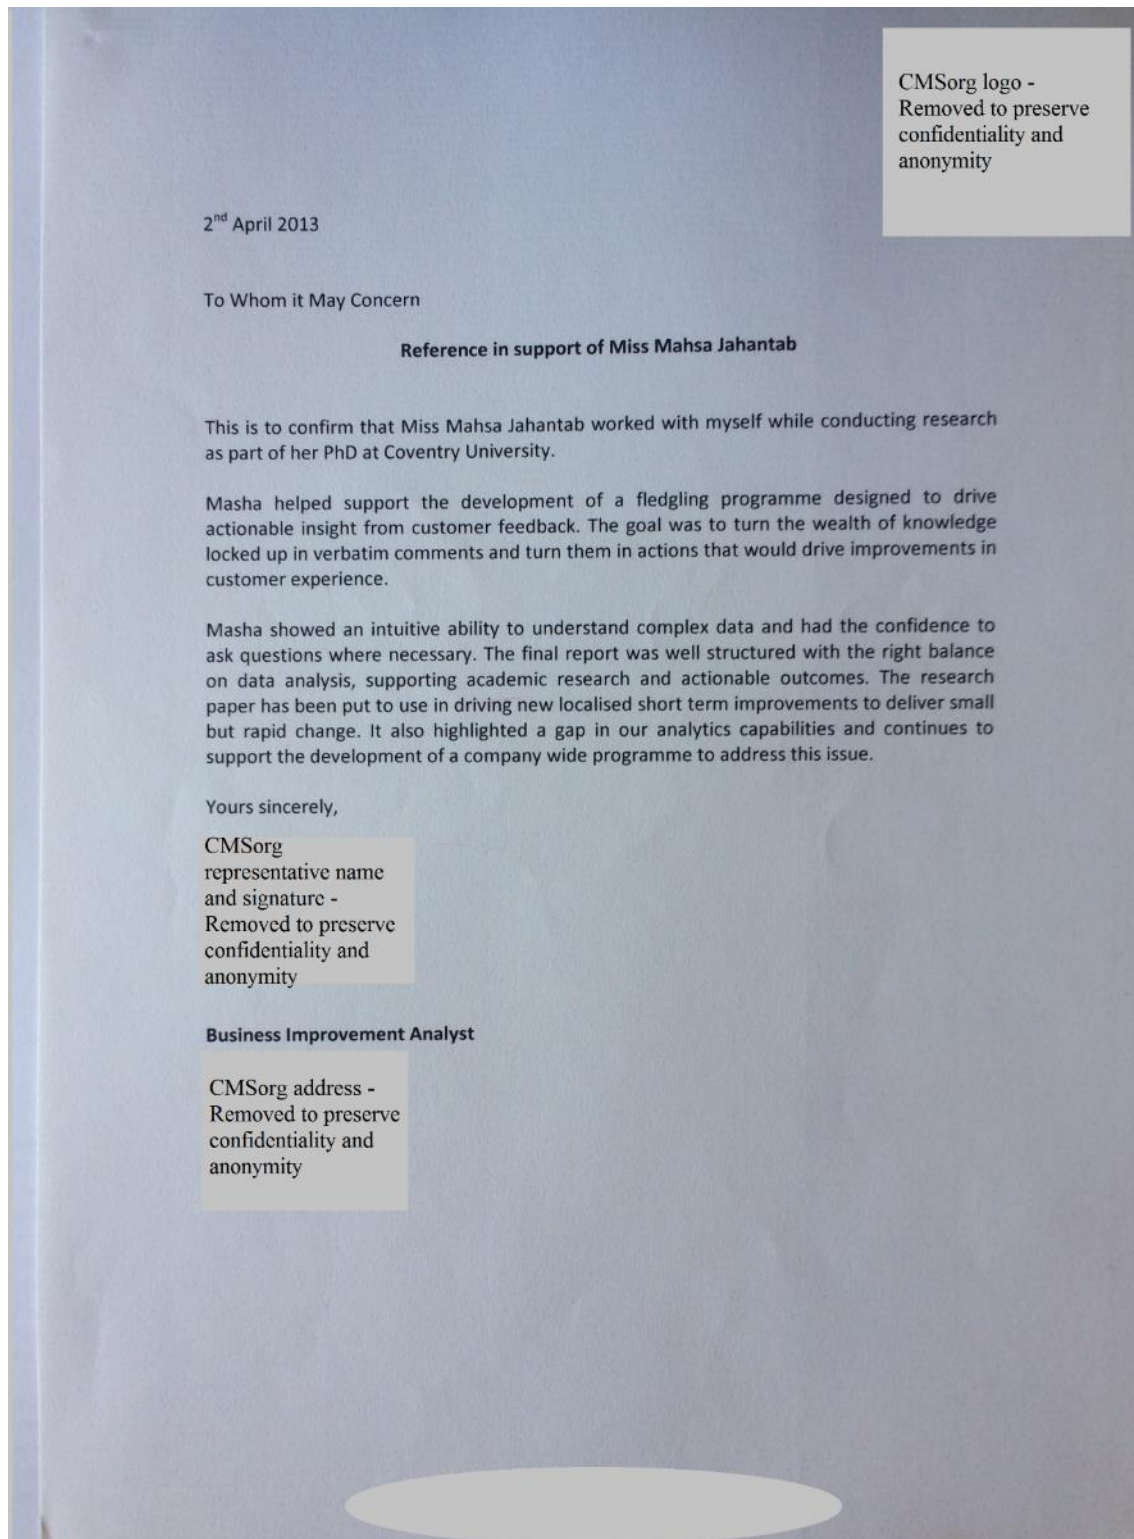 CMSorg logo -
Removed to preserve
confidentiality and
anonymity
2nd April 2013
To Whom it May Concern
Reference in support of Miss Mahsa Jahantab
This is to confirm that Miss Mahsa Jahantab worked with myself while conducting research
as part of her PhD at Coventry University.
Masha helped support the development of a fledgling programme designed to drive
actionable insight from customer feedback. The goal was to turn the wealth of knowledge
locked up in verbatim comments and turn them in actions that would drive improvements in
customer experience.
Masha showed an intuitive ability to understand complex data and had the confidence to
ask questions where necessary. The final report was well structured with the right balance
on data analysis, supporting academic research and actionable outcomes. The research
paper has been put to use in driving new localised short term improvements to deliver small
but rapid change. It also highlighted a gap in our analytics capabilities and continues to
support the development of a company wide programme to address this issue.
Yours sincerely,
CMSorg
representative name
and signature -
Removed to preserve
confidentiality and
anonymity
Business Improvement Analyst
CMSorg address -
Removed to preserve
confidentiality and
anonymity